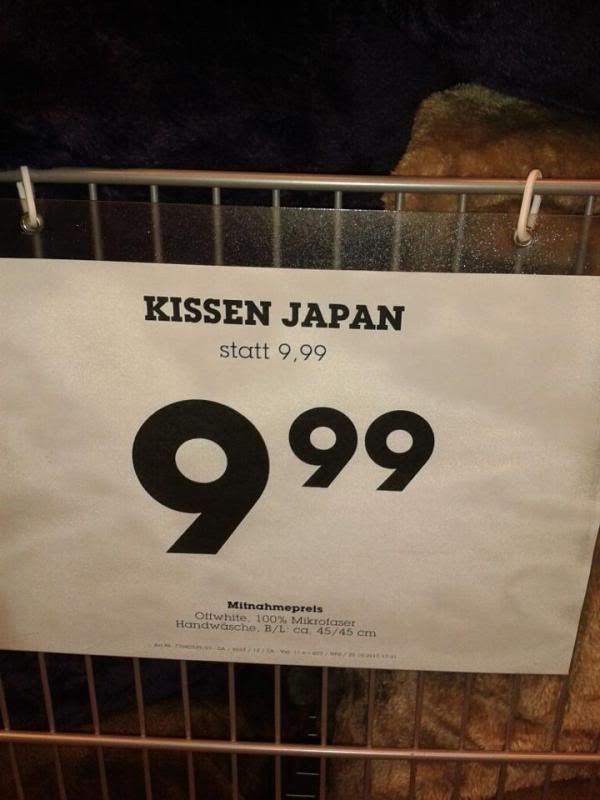 KISSEN JAPAN
statt 9,99
9 99
Mitnahmepreis
Offwhite, 100% Mikrofaser
Handwäsche, B/L: ca. 45/45 cm